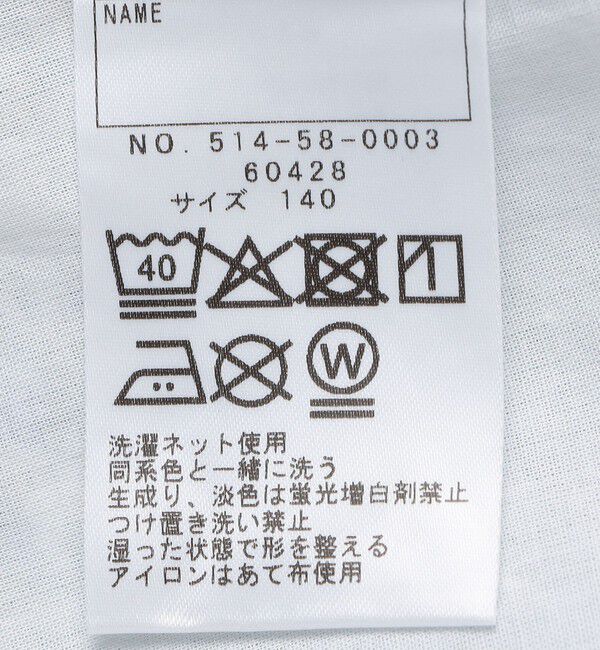 NAME
NO. 514-58-0003
60428
サイズ 140
40
W
洗濯ネット使用
同系色と一緒に洗う
生成り、淡色は蛍光増白剤禁止
つけ置き洗い禁止
湿った状態で形を整える
アイロンはあて布使用